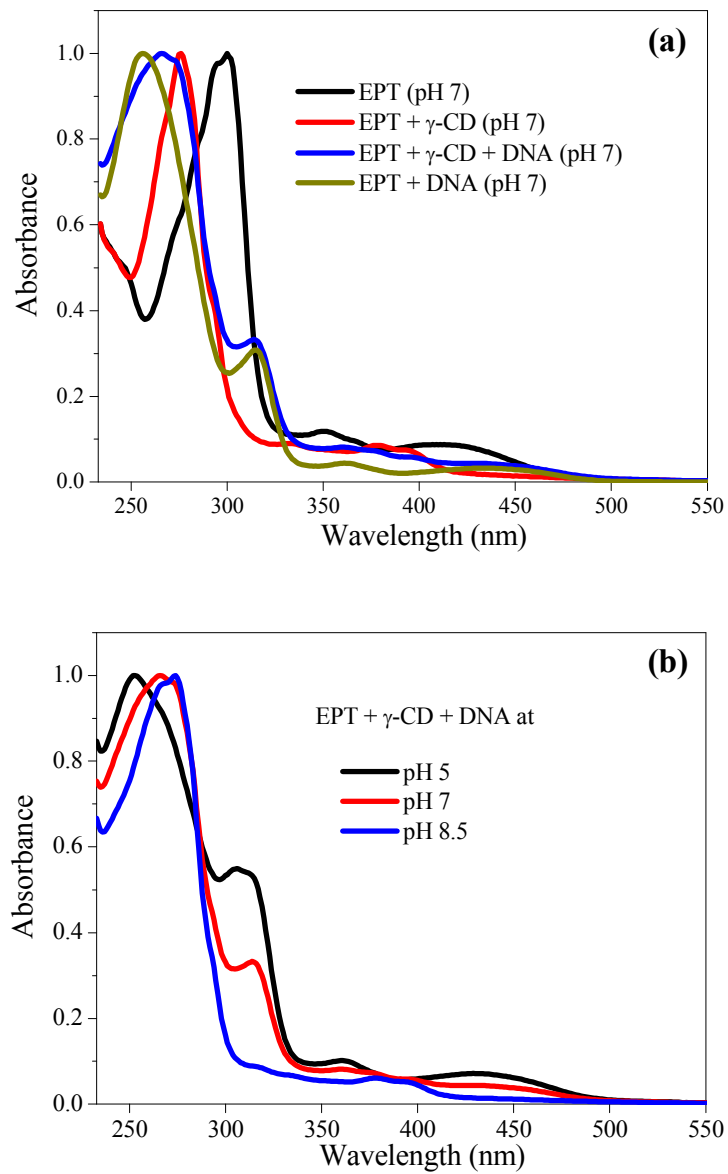 (a)
1.0
0.8
0.6
0.4
0.2
0.0
Absorbance
EPT (pH 7)
EPT + γ-CD (pH 7)
EPT + γ-CD + DNA (pH 7)
EPT + DNA (pH 7)
250 300 350 400 450 500 550
Wavelength (nm)
(b)
1.0
0.8
0.6
0.4
0.2
0.0
Absorbance
EPT + γ-CD + DNA at
pH 5
pH 7
pH 8.5
250 300 350 400 450 500 550
Wavelength (nm)